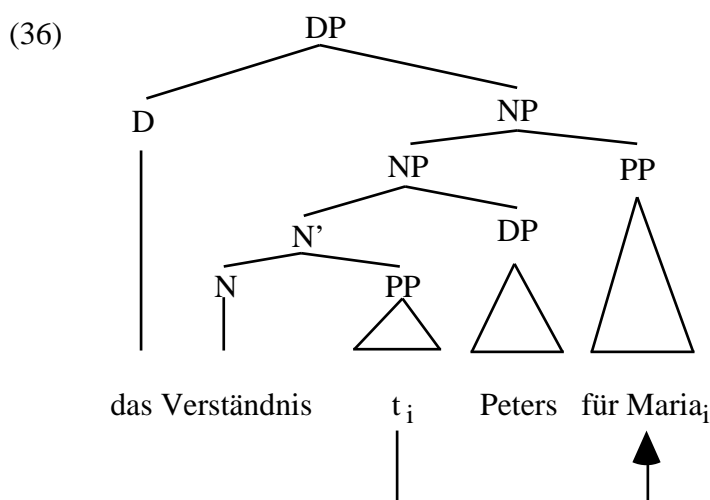 (36) DP
D NP
NP PP
N’ DP
N PP
das Verständnis t i Peters für Maria i